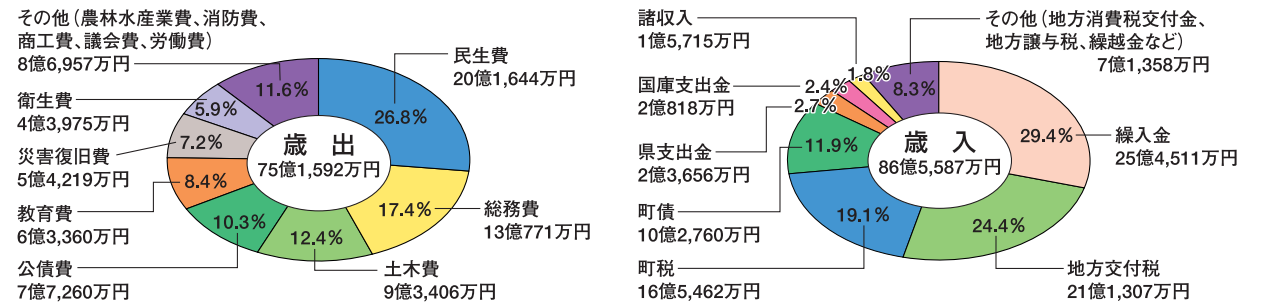 その他（農林水産業費、消防費、
商工費、議会費、労働費）
8億6,957万円
11.6%
民生費
20億1,644万円
26.8%
衛生費
4億3,975万円
5.9%
災害復旧費
5億4,219万円
7.2%
歳 出
75億1,592万円
教育費
6億3,360万円
8.4%
総務費
13億771万円
17.4%
公債費
7億7,260万円
10.3%
土木費
9億3,406万円
12.4%
諸収入
1億5,715万円
1.8%
その他（地方消費税交付金、
地方譲与税、繰越金など）
7億1,358万円
8.3%
国庫支出金
2億818万円
2.4%
県支出金
2億3,656万円
2.7%
歳 入
86億5,587万円
繰入金
25億4,511万円
29.4%
町債
10億2,760万円
11.9%
町税
16億5,462万円
19.1%
地方交付税
21億1,307万円
24.4%